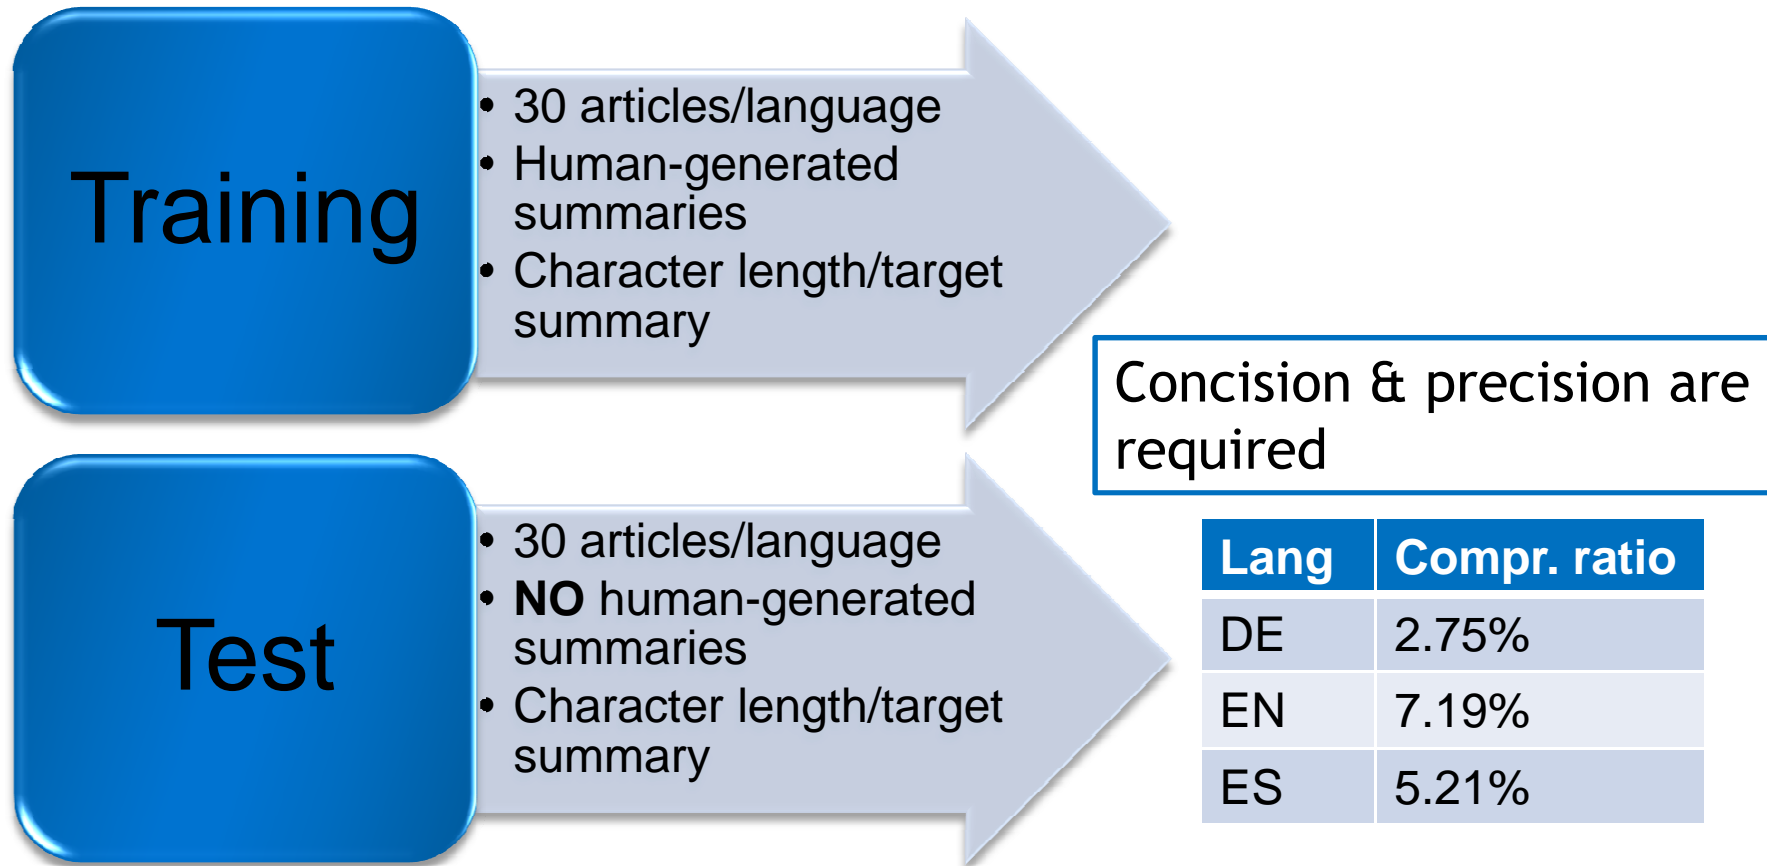 Training
• 30 articles/language
• Human-generated
summaries
• Character length/target
summary
Concision & precision are
required
Test
• 30 articles/language
• NO human-generated
summaries
• Character length/target
summary
Lang Compr. ratio
DE 2.75%
EN 7.19%
ES 5.21%